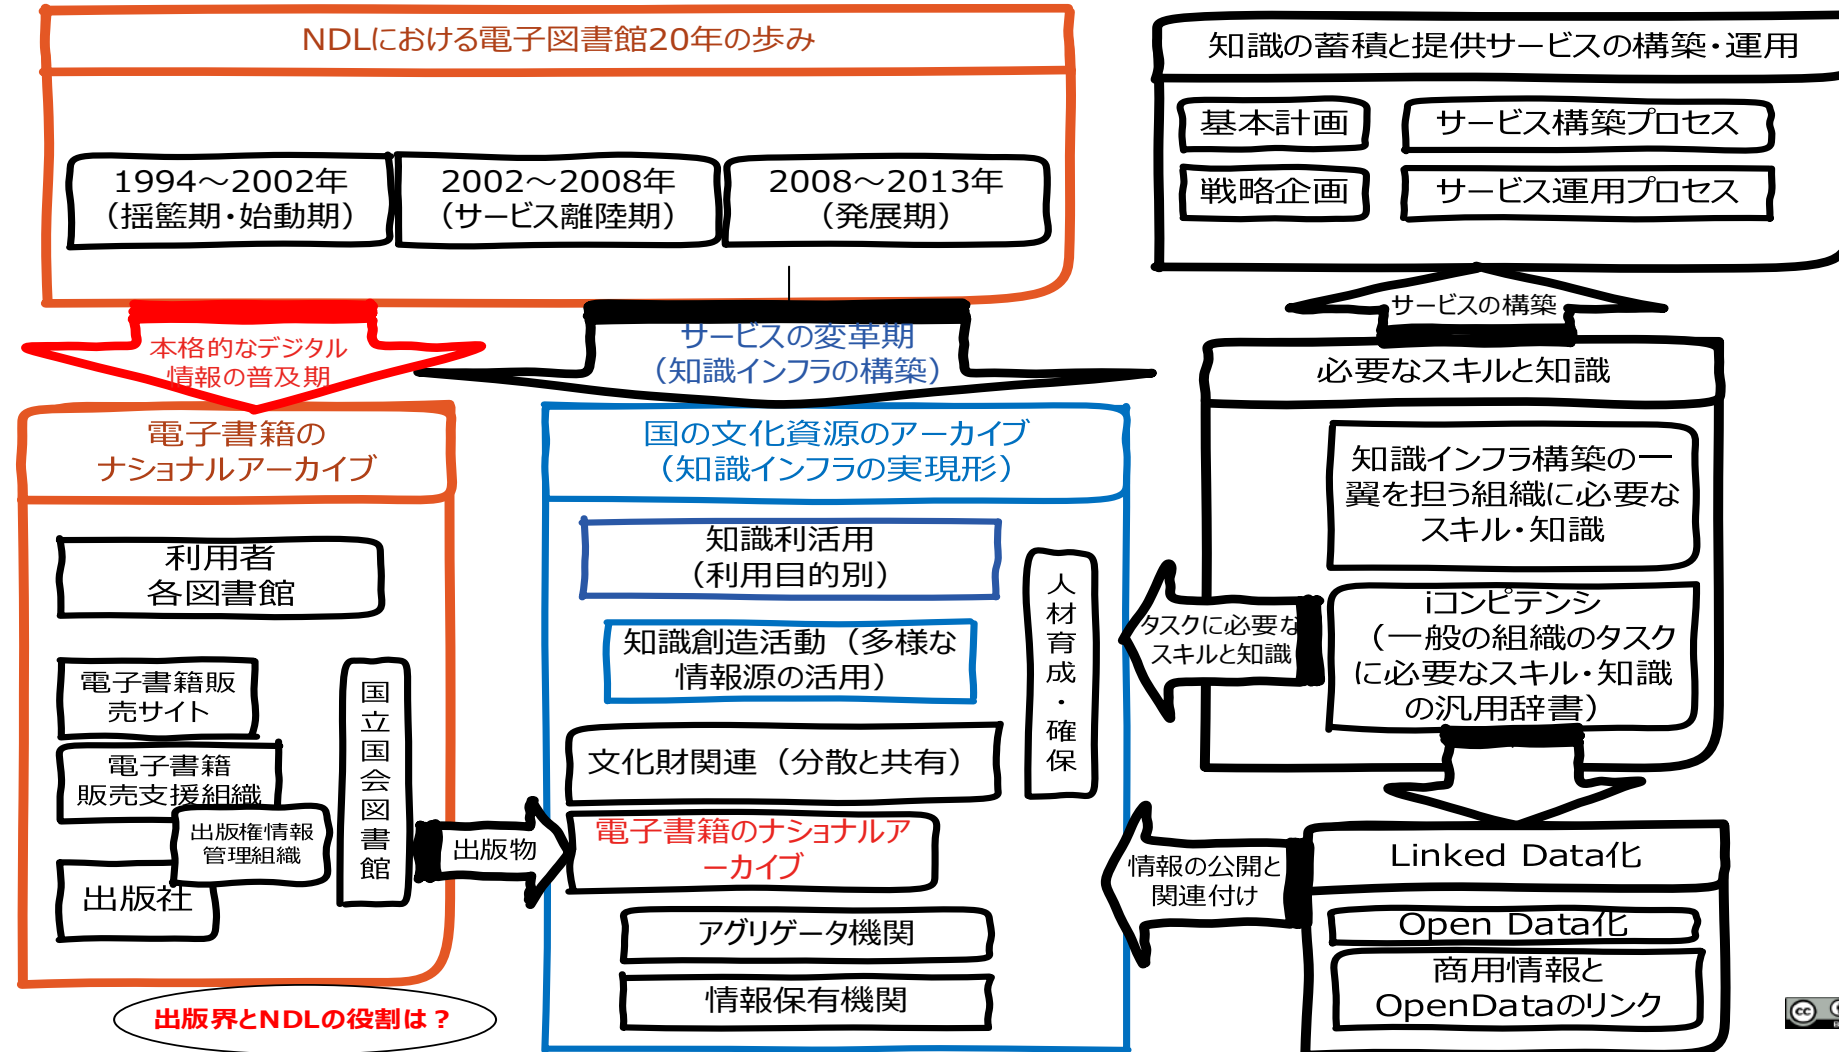 NDLにおける電子図書館20年の歩み
1994～2002年
（揺籃期・始動期）
2002～2008年
（サービス離陸期）
2008～2013年
（発展期）
知識の蓄積と提供サービスの構築・運用
基本計画
サービス構築プロセス
戦略企画
サービス運用プロセス
本格的なデジタル
情報の普及期
サービスの変革期
（知識インフラの構築）
サービスの構築
必要なスキルと知識
知識インフラ構築の一
翼を担う組織に必要な
スキル・知識
iコンピテンシ
（一般の組織のタスク
に必要なスキル・知識
の汎用辞書）
タスクに必要な
スキルと知識
電子書籍の
ナショナルアーカイブ
利用者
各図書館
電子書籍販
売サイト
電子書籍
販売支援組織
出版権情報
管理組織
出版社
国立国会図書館
出版物
国の文化資源のアーカイブ
（知識インフラの実現形）
知識利活用
（利用目的別）
知識創造活動（多様な
情報源の活用）
文化財関連（分散と共有）
電子書籍のナショナルア
ーカイブ
アグリゲータ機関
情報保有機関
人材育成・確保
情報の公開と
関連付け
Linked Data化
Open Data化
商用情報と
OpenDataのリンク
出版界とNDLの役割は？
cc